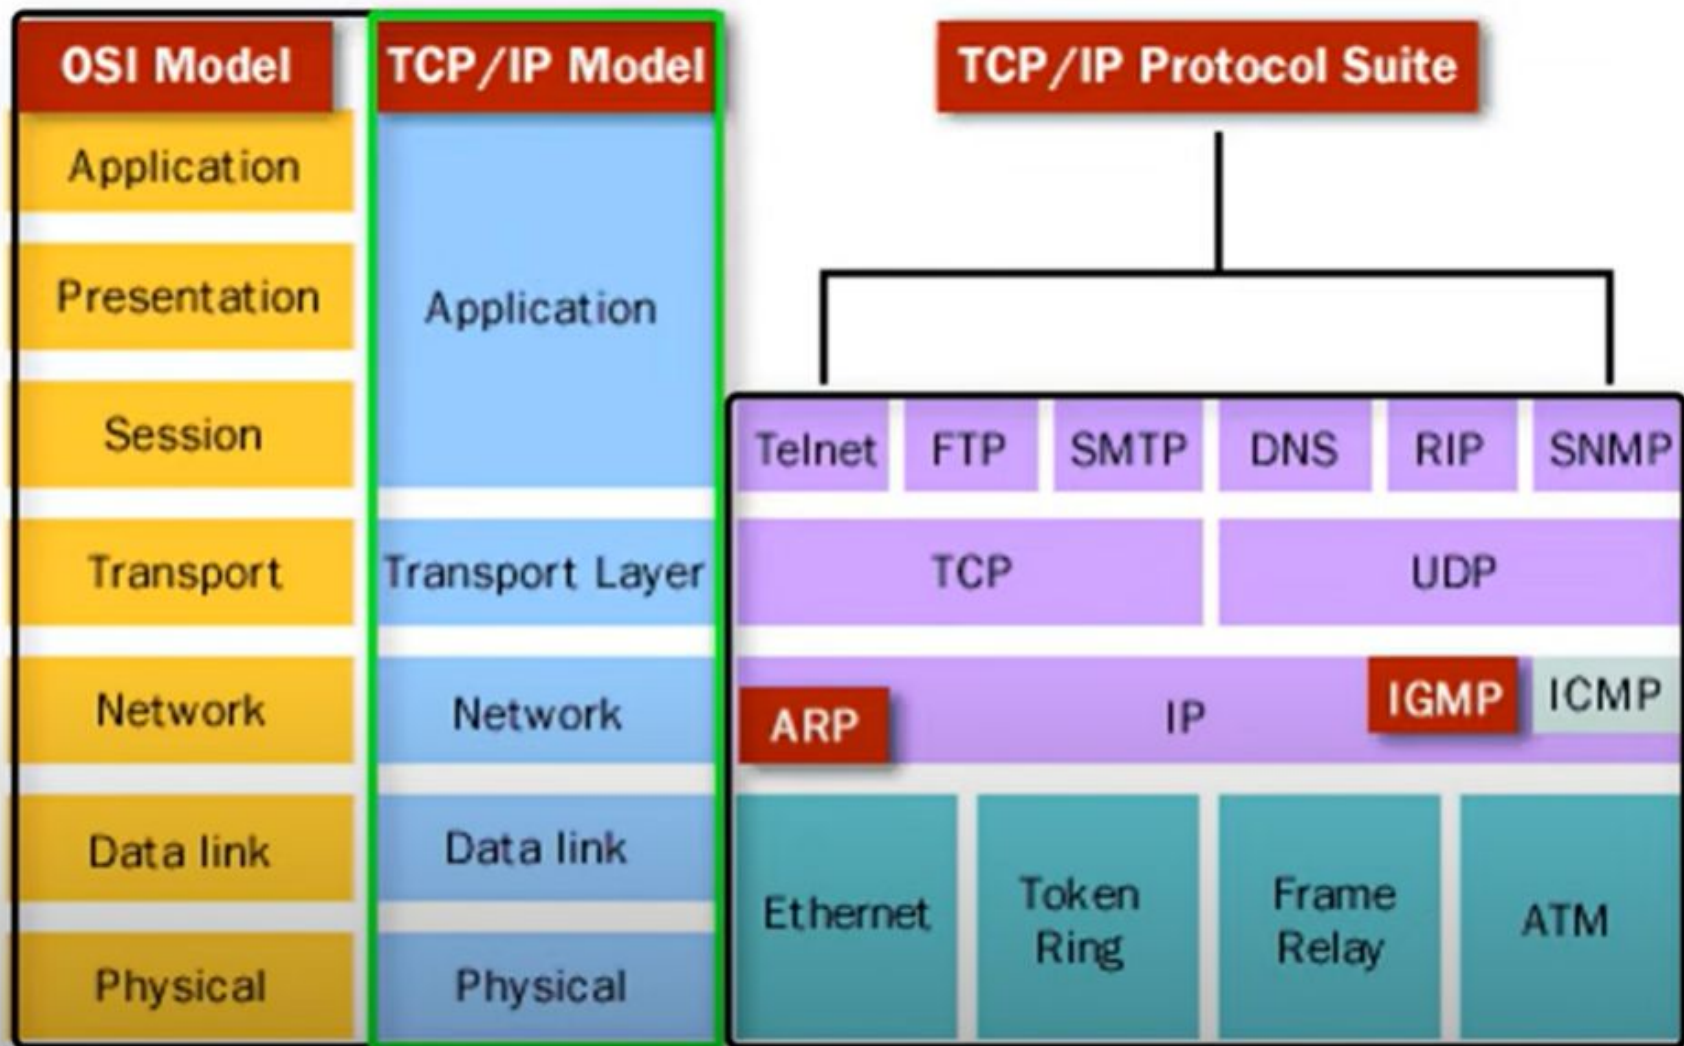 OSI Model
TCP/IP Model
TCP/IP Protocol Suite
Application
Presentation
Session
Transport
Network
Data link
Physical
Application
Transport Layer
Network
Data link
Physical
Telnet
FTP
SMTP
DNS
RIP
SNMP
TCP
UDP
ARP
IP
IGMP
ICMP
Ethernet
Token
Ring
Frame
Relay
ATM